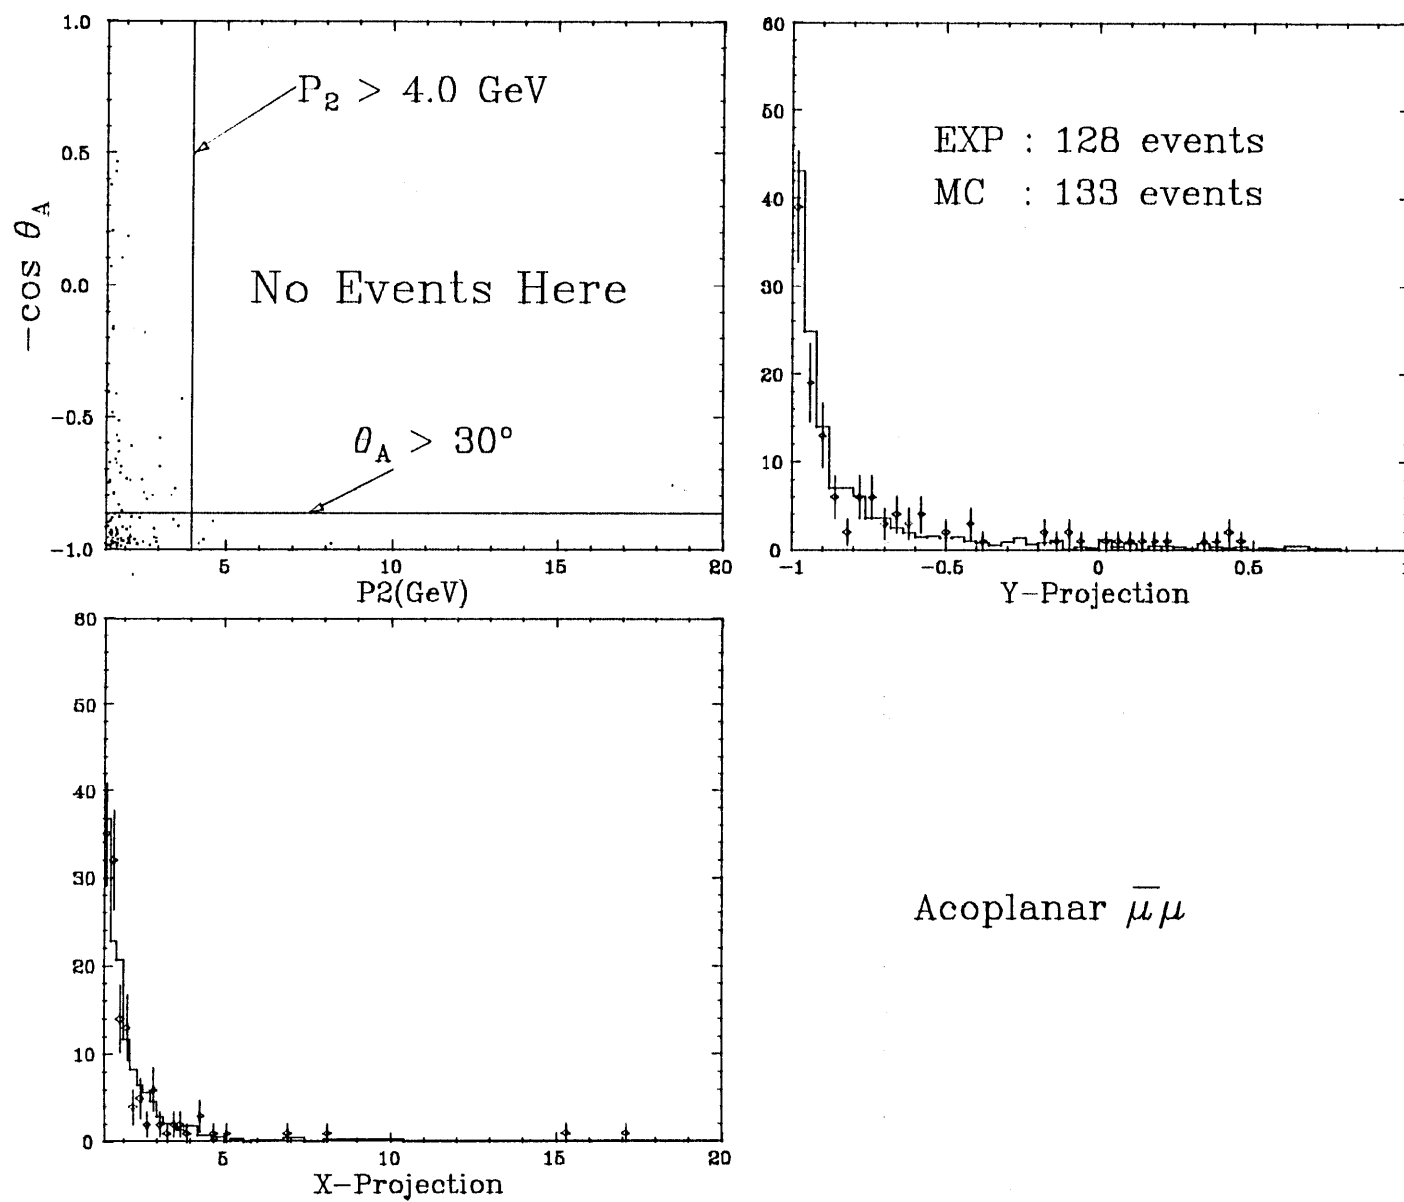 1.0
0.5
0.0
−0.5
−1.0
−cos θ_A
P₂ > 4.0 GeV
No Events Here
θ_A > 30°
5 10 15 20
P2(GeV)
60
50
40
30
20
10
0
EXP : 128 events
MC : 133 events
−1 −0.5 0 0.5 1
Y−Projection
60
50
40
30
20
10
0
5 10 15 20
X−Projection
Acoplanar μ̅μ